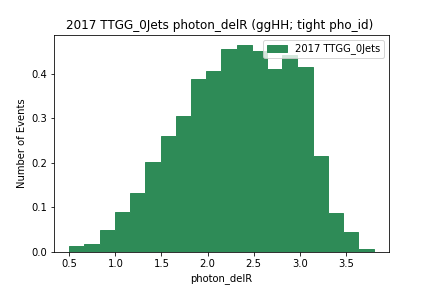 2017 TTGG_0Jets photon_delR (ggHH; tight pho_id)
2017 TTGG_0Jets
Number of Events
0.4
0.3
0.2
0.1
0.0
0.5 1.0 1.5 2.0 2.5 3.0 3.5
photon_delR